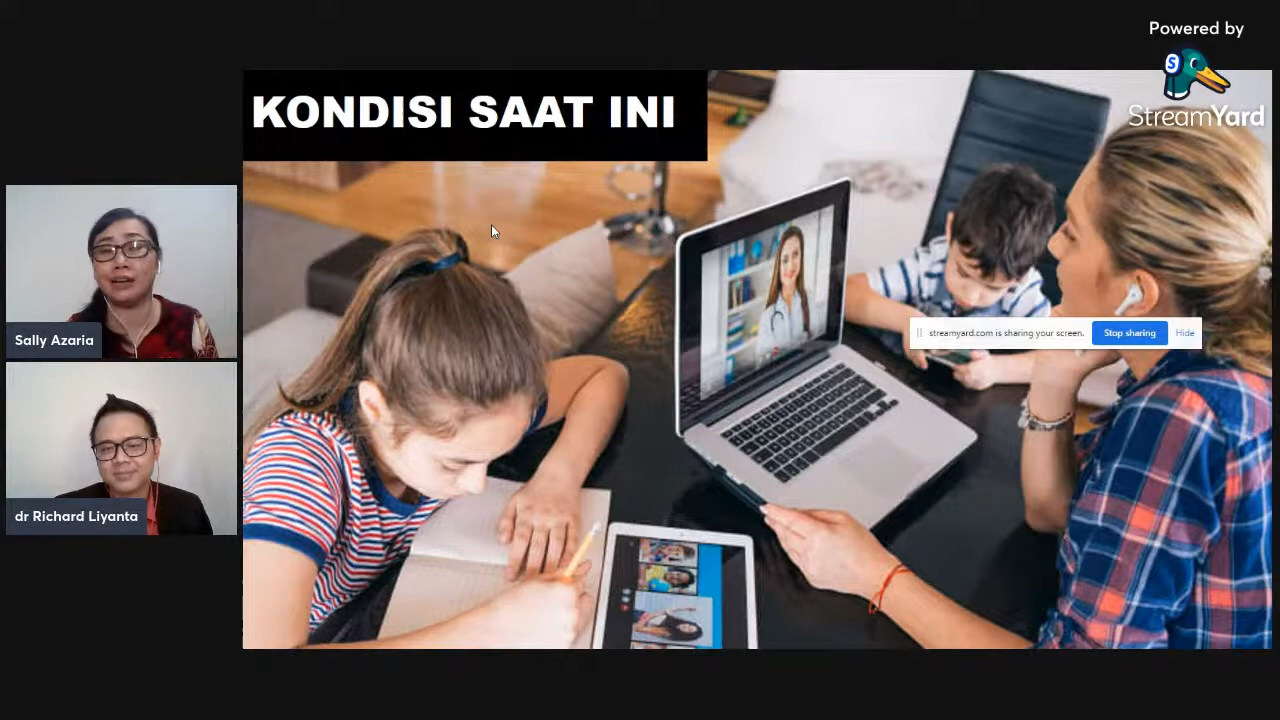 Powered by
S
StreamYard
KONDISI SAAT INI
streamyard.com is sharing your screen.
Stop sharing
Hide
Sally Azaria
dr Richard Liyanta